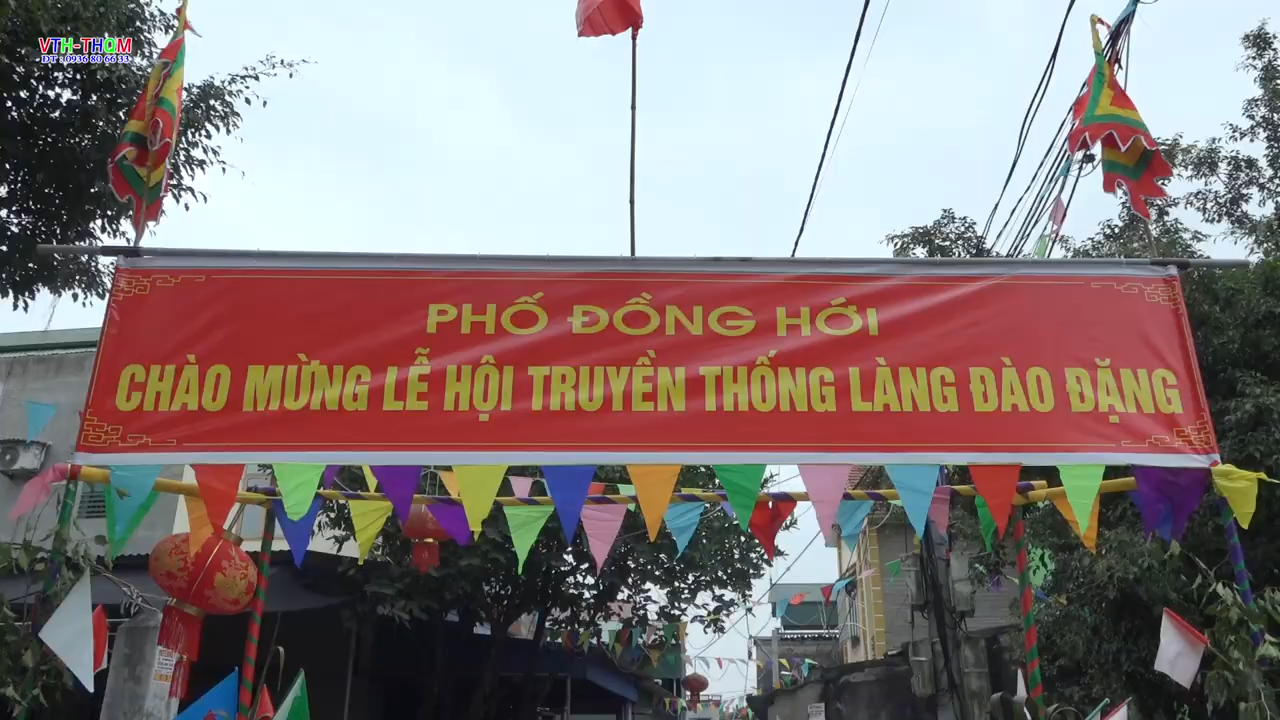 VTH-THOM
ĐT : 0936 80 66 33
PHỐ ĐỒNG HỚI
CHÀO MỪNG LỄ HỘI TRUYỀN THỐNG LÀNG ĐÀO ĐẶNG